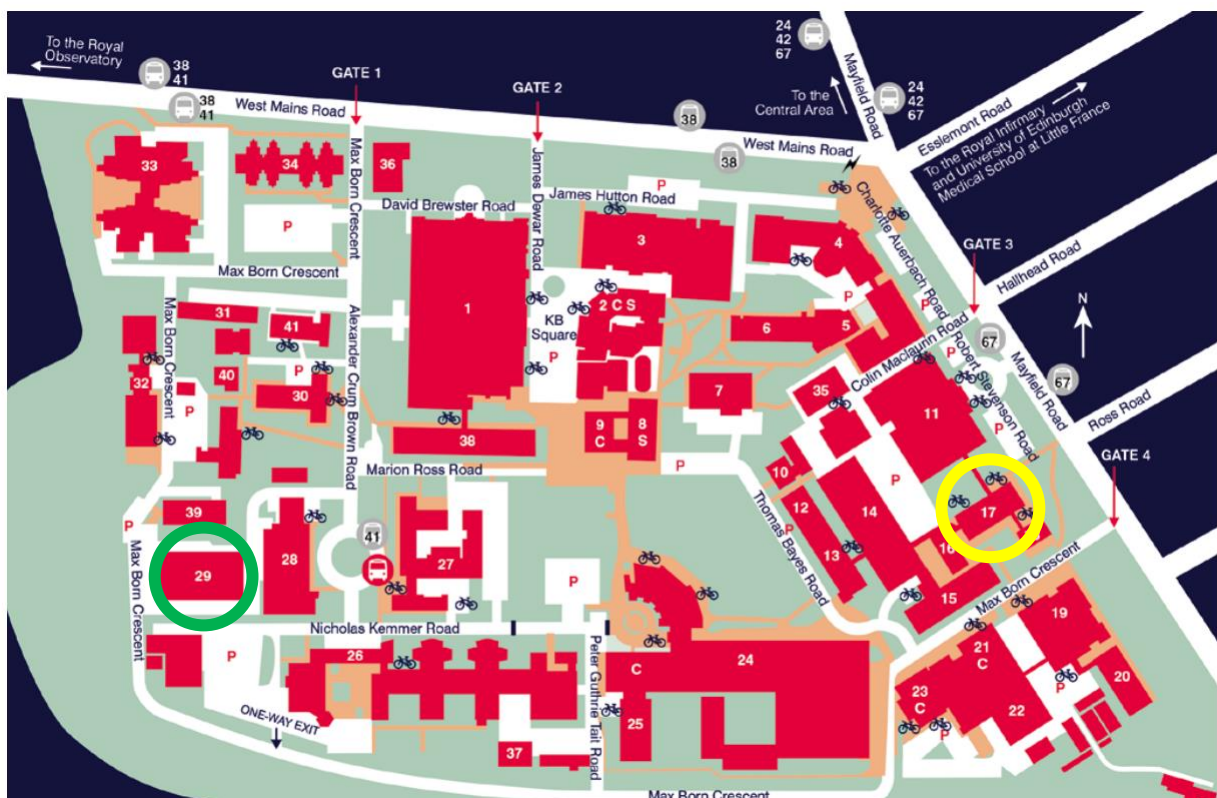 To the Royal
Observatory
38
41
38
41
GATE 1
West Mains Road
GATE 2
38
38
West Mains Road
24
42
67
Mayfield Road
To the
Central Area
24
42
67
Esslemont Road
To the Royal Infirmary
and University of Edinburgh
Medical School at Little France
33
34
Max Born Crescent
36
James Dewar Road
David Brewster Road
James Hutton Road
P
Charlotte Auerbach Road
GATE 3
Hallhead Road
P
3
4
N
Max Born Crescent
Max Born Crescent
31
41
Alexander Crum Brown Road
1
KB
Square
P
2 C S
6
5
P
P
Colin Maclaurin Road
P
Robert Stevenson Road
67
Mayfield Road
67
Ross Road
32
40
P
30
P
7
35
11
P
38
9
C
8
S
Marion Ross Road
P
10
P
GATE 4
39
P
12
P
14
17
29
28
41
27
P
13
16
Thomas Bayes Road
15
Max Born Crescent
Max Born Crescent
Nicholas Kemmer Road
P
26
Peter Guthrie Tait Road
C
24
19
21
C
P
20
23
C
22
P
25
ONE-WAY EXIT
37
Max Born Crescent